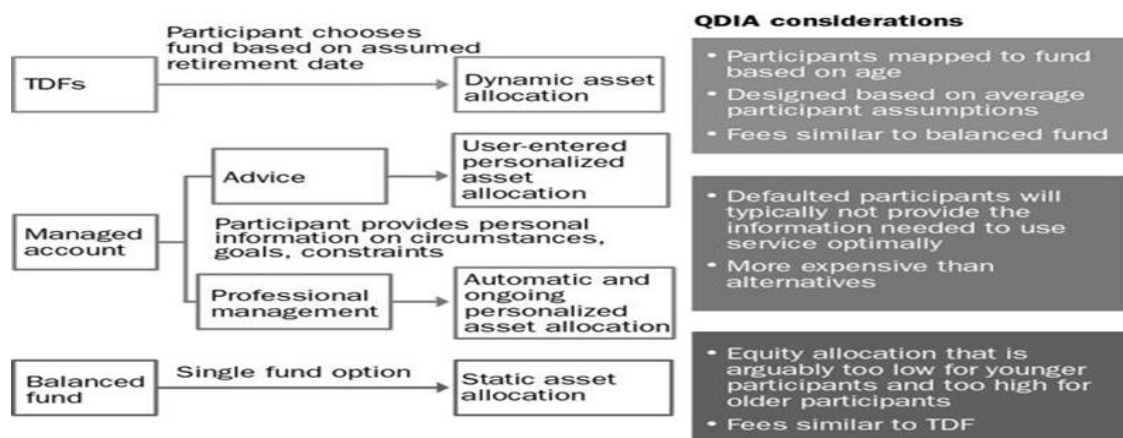 QDIA considerations
Participant chooses
fund based on assumed
retirement date
TDFs
Dynamic asset
allocation
• Participants mapped to fund
based on age
• Designed based on average
participant assumptions
• Fees similar to balanced fund
Managed
account
Advice
User-entered
personalized
asset
allocation
Participant provides personal
information on circumstances,
goals, constraints
Professional
management
Automatic and
ongoing
personalized
asset allocation
• Defaulted participants will
typically not provide the
information needed to use
service optimally
• More expensive than
alternatives
Balanced
fund
Single fund option
Static asset
allocation
• Equity allocation that is
arguably too low for younger
participants and too high for
older participants
• Fees similar to TDF